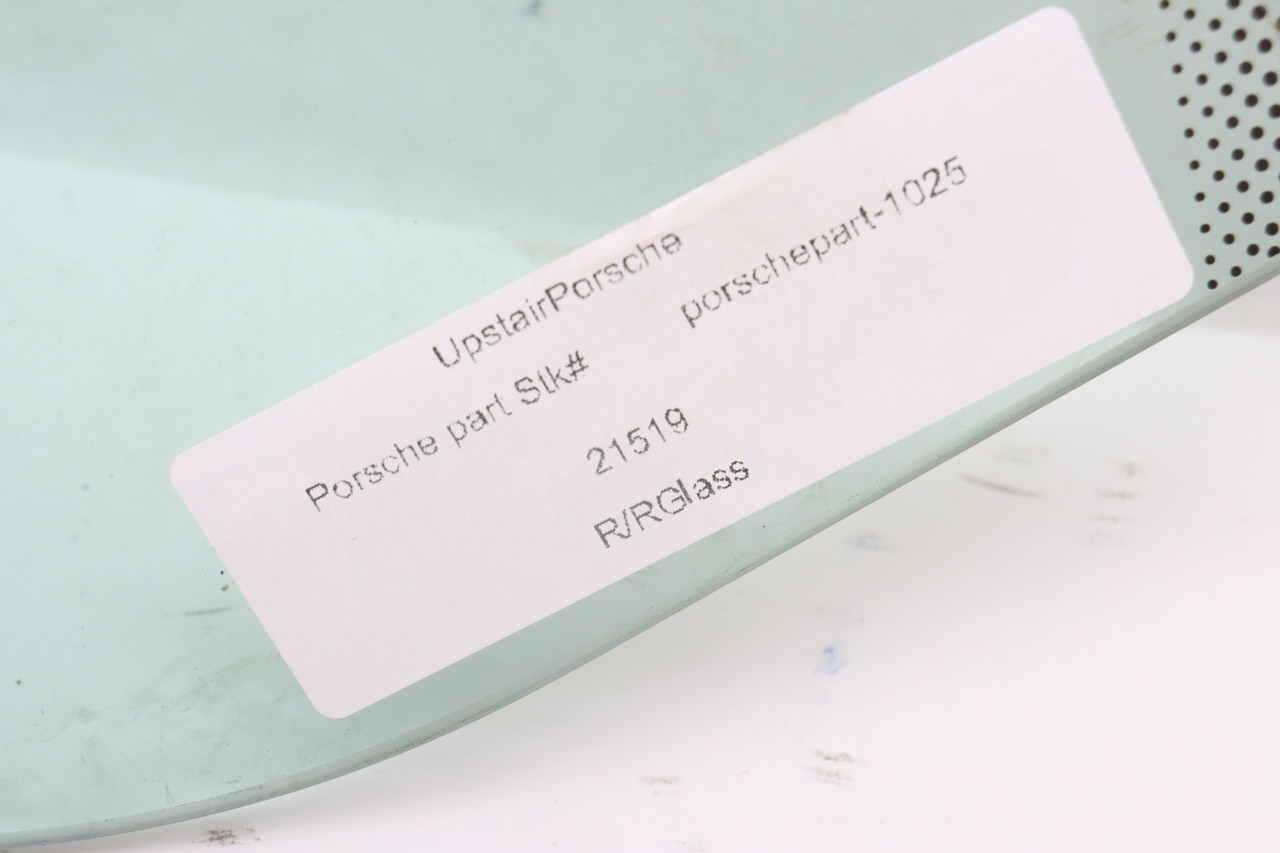 UpstairPorsche
Porsche part Stk# porschepart-1025
21519
R/RGlass